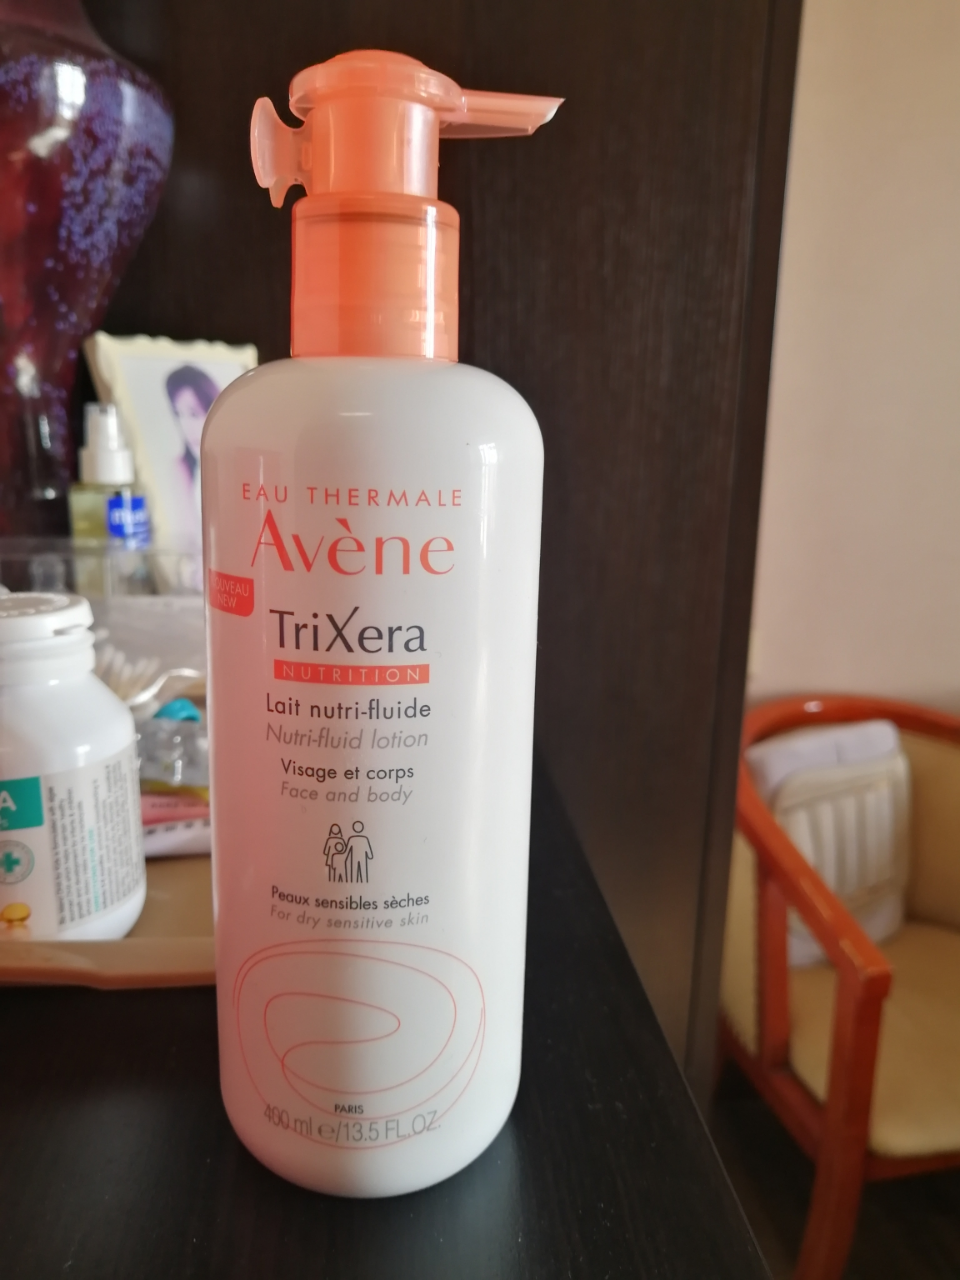 EAU THERMALE
Avène
NOUVEAU
NEW
TriXera
NUTRITION
Lait nutri-fluide
Nutri-fluid lotion
Visage et corps
Face and body
Peaux sensibles sèches
For dry sensitive skin
PARIS
400 ml e/13.5 FL.OZ.